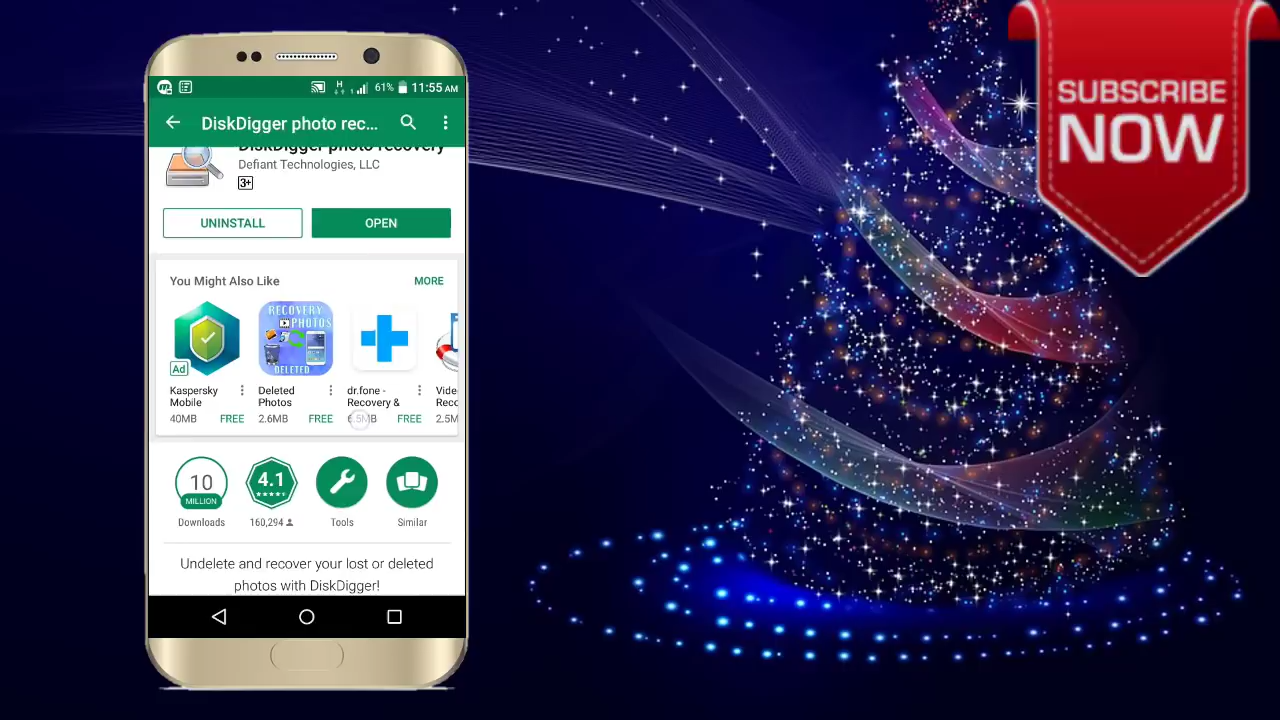 SUBSCRIBE
NOW
61% 11:55 AM
DiskDigger photo rec...
DiskDigger photo recovery
Defiant Technologies, LLC
3+
UNINSTALL OPEN
You Might Also Like MORE
RECOVERY
PHOTOS
DELETED
Ad
Kaspersky Deleted dr.fone - Vide
Mobile Photos Recovery & Reco
40MB FREE 2.6MB FREE 6.5MB FREE 2.5M
10 4.1
MILLION
Downloads 160,294 Tools Similar
Undelete and recover your lost or deleted
photos with DiskDigger!